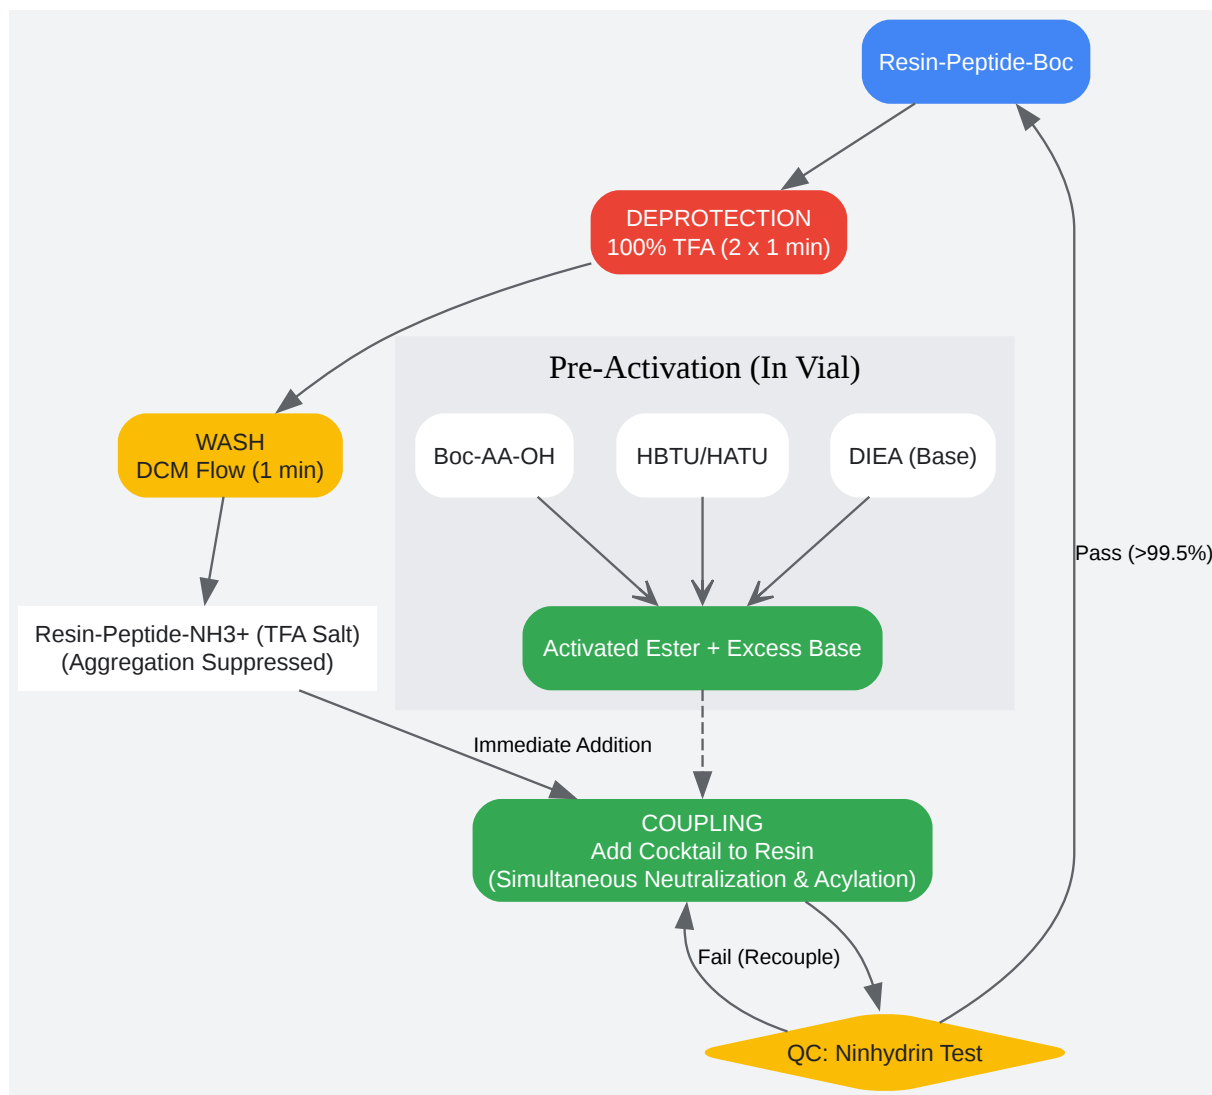 Resin-Peptide-Boc
DEPROTECTION
100% TFA (2 x 1 min)
Pre-Activation (In Vial)
WASH
DCM Flow (1 min)
Boc-AA-OH
HBTU/HATU
DIEA (Base)
Pass (>99.5%)
Resin-Peptide-NH3+ (TFA Salt)
(Aggregation Suppressed)
Activated Ester + Excess Base
Immediate Addition
COUPLING
Add Cocktail to Resin
(Simultaneous Neutralization & Acylation)
Fail (Recouple)
QC: Ninhydrin Test